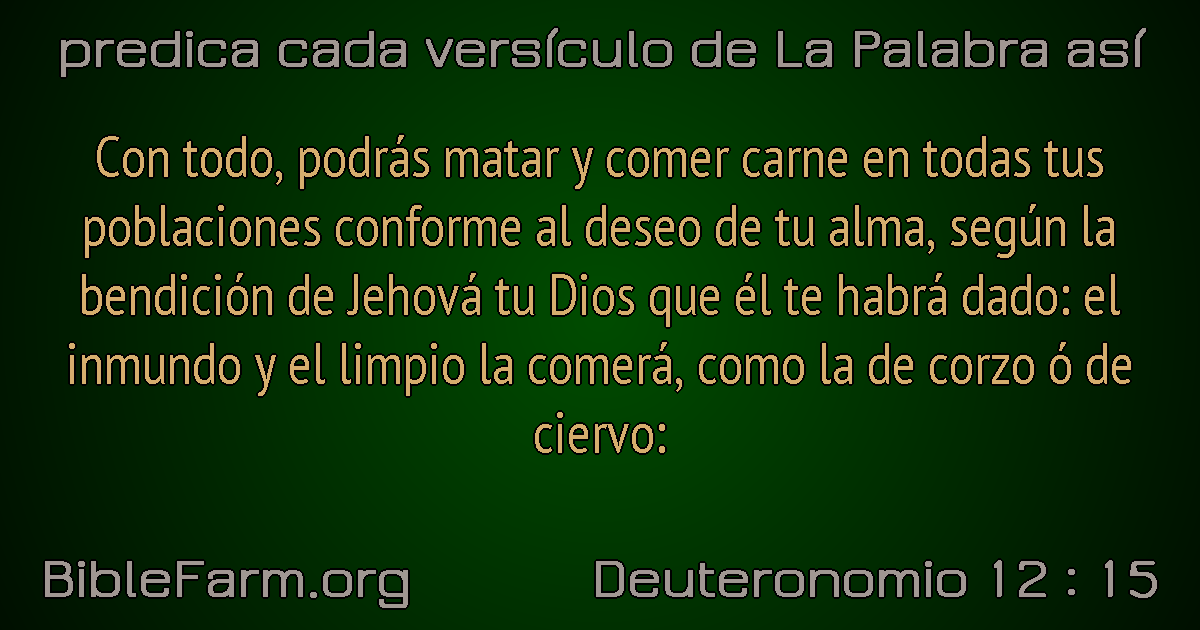 predica cada versículo de La Palabra así
Con todo, podrás matar y comer carne en todas tus
poblaciones conforme al deseo de tu alma, según la
bendición de Jehová tu Dios que él te habrá dado: el
inmundo y el limpio la comerá, como la de corzo ó de
ciervo:
BibleFarm.org
Deuteronomio 12 : 15